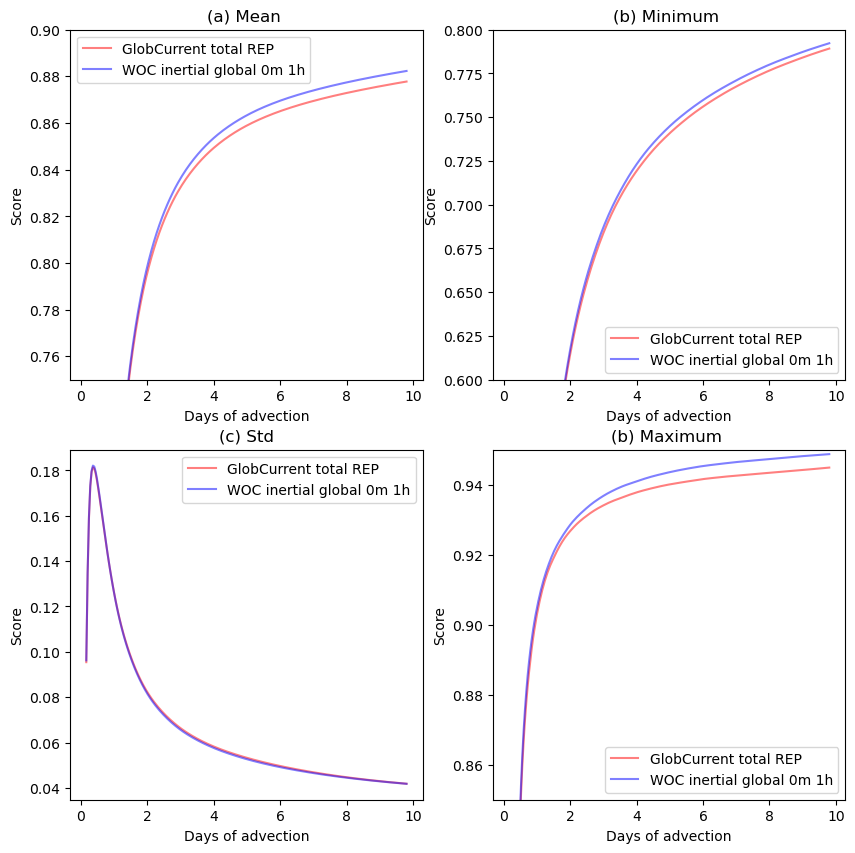 (a) Mean
0.90
0.88
0.86
0.84
0.82
0.80
0.78
0.76
Score
GlobCurrent total REP
WOC inertial global 0m 1h
0 2 4 6 8 10
Days of advection
(b) Minimum
0.800
0.775
0.750
0.725
0.700
0.675
0.650
0.625
0.600
Score
GlobCurrent total REP
WOC inertial global 0m 1h
0 2 4 6 8 10
Days of advection
(c) Std
0.18
0.16
0.14
0.12
0.10
0.08
0.06
0.04
Score
GlobCurrent total REP
WOC inertial global 0m 1h
0 2 4 6 8 10
Days of advection
(b) Maximum
0.94
0.92
0.90
0.88
0.86
Score
GlobCurrent total REP
WOC inertial global 0m 1h
0 2 4 6 8 10
Days of advection